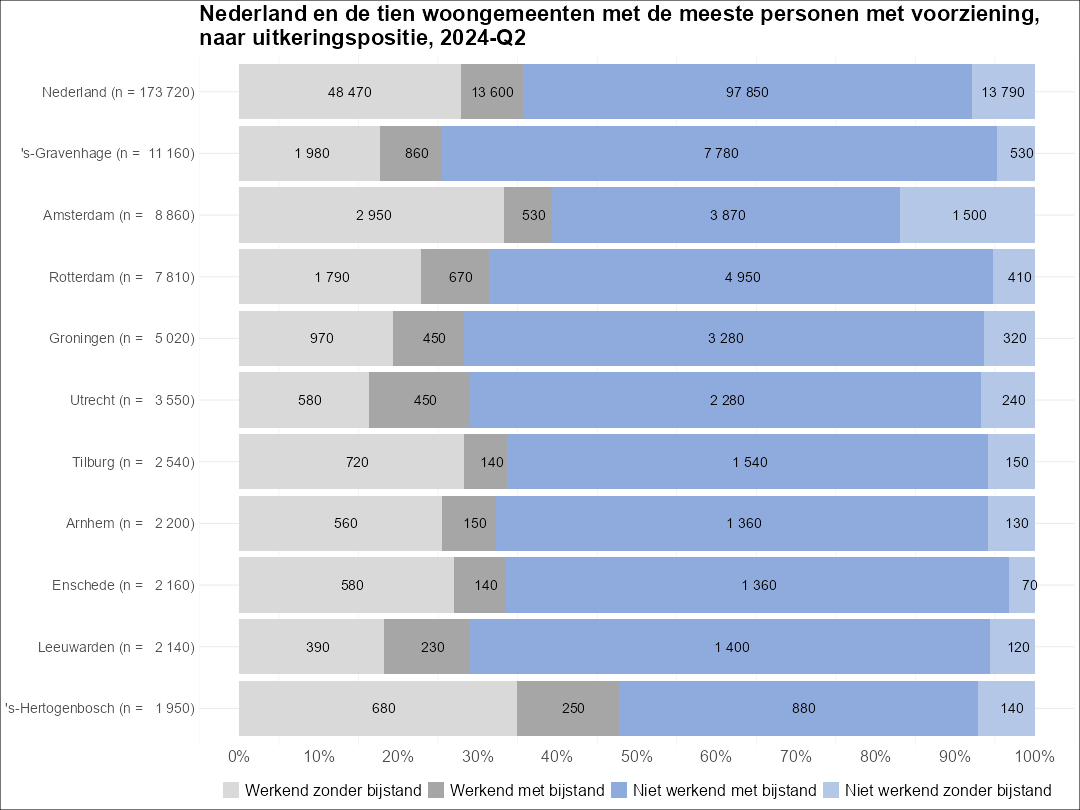 Nederland en de tien woongemeenten met de meeste personen met voorziening,
naar uitkeringspositie, 2024-Q2
Nederland (n = 173 720) 48 470 13 600 97 850 13 790
's-Gravenhage (n = 11 160) 1 980 860 7 780 530
Amsterdam (n = 8 860) 2 950 530 3 870 1 500
Rotterdam (n = 7 810) 1 790 670 4 950 410
Groningen (n = 5 020) 970 450 3 280 320
Utrecht (n = 3 550) 580 450 2 280 240
Tilburg (n = 2 540) 720 140 1 540 150
Arnhem (n = 2 200) 560 150 1 360 130
Enschede (n = 2 160) 580 140 1 360 70
Leeuwarden (n = 2 140) 390 230 1 400 120
's-Hertogenbosch (n = 1 950) 680 250 880 140
0% 10% 20% 30% 40% 50% 60% 70% 80% 90% 100%
Werkend zonder bijstand Werkend met bijstand Niet werkend met bijstand Niet werkend zonder bijstand